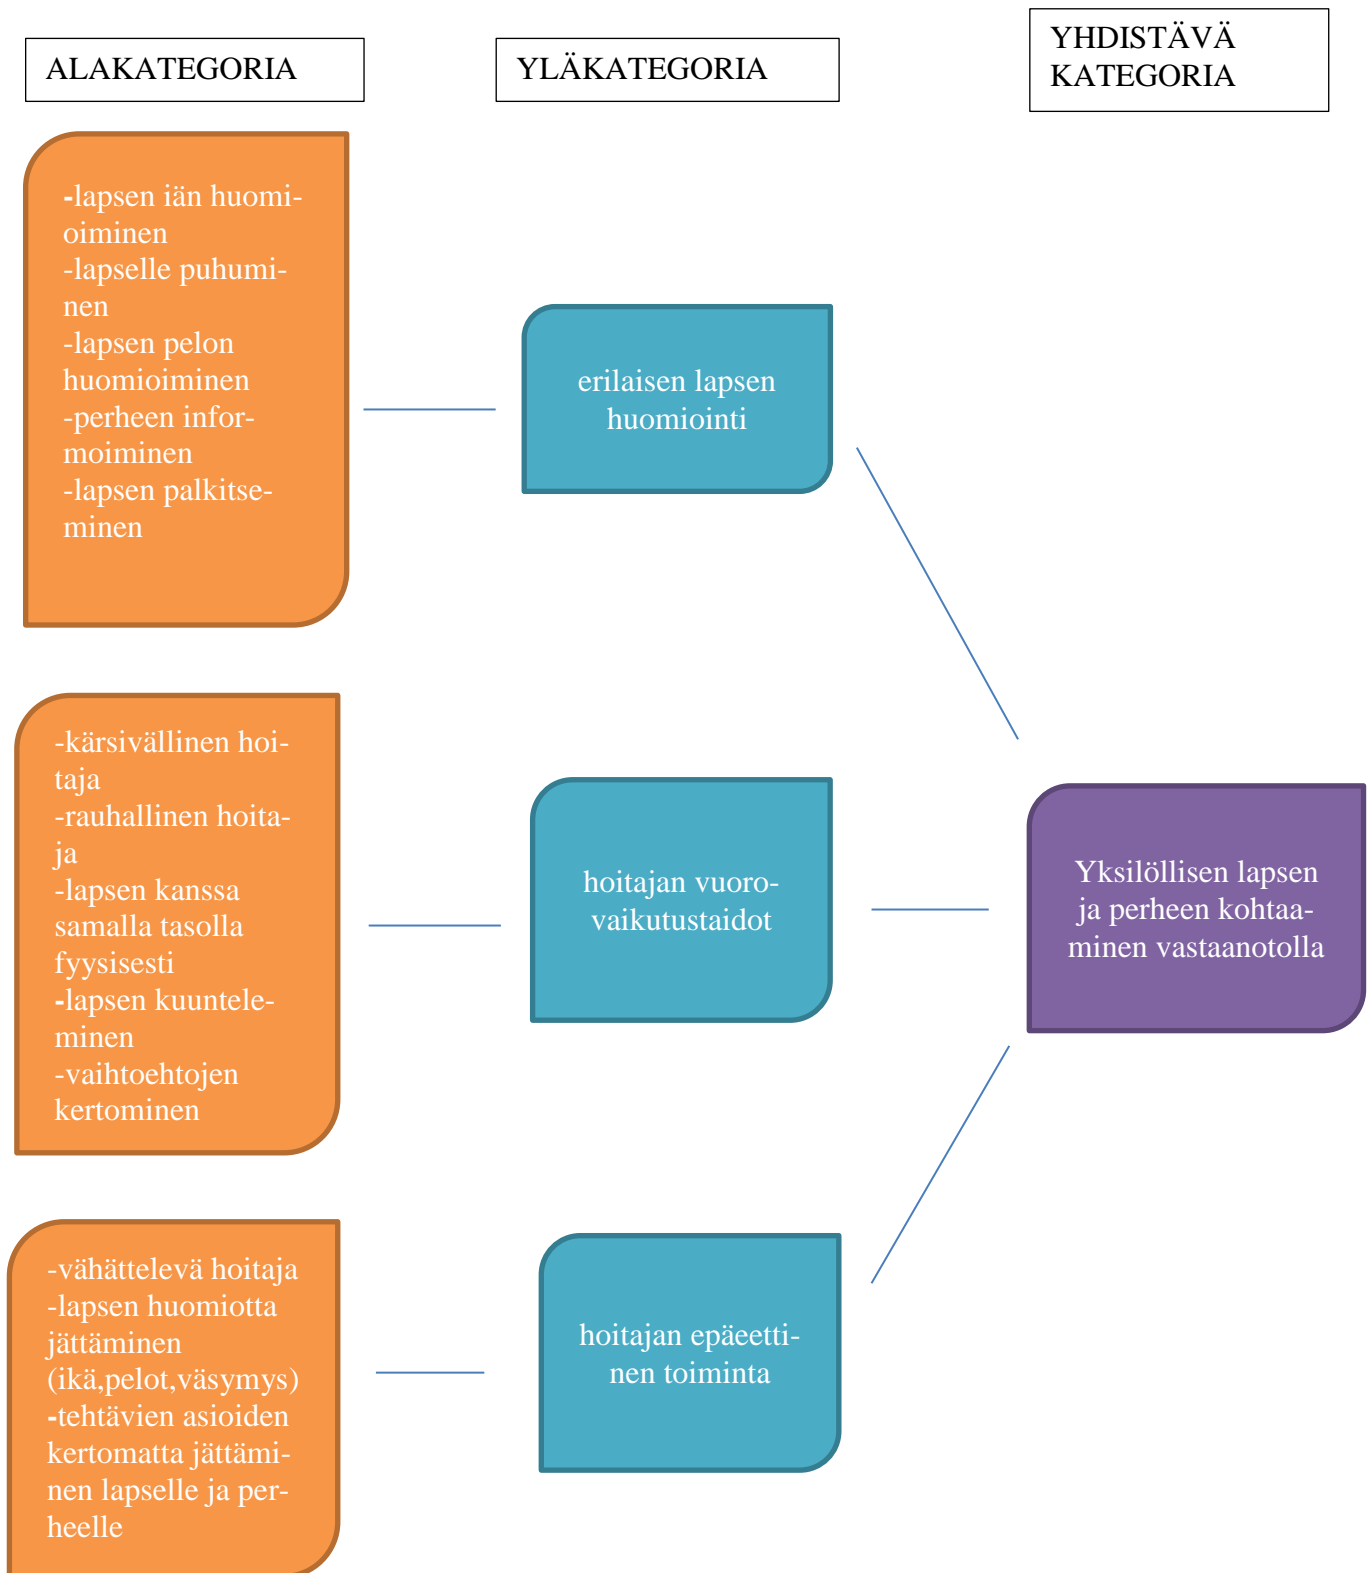 ALAKATEGORIA
YLÄKATEGORIA
YHDISTÄVÄ
KATEGORIA
-lapsen iän huomi-
oiminen
-lapselle puhumi-
nen
-lapsen pelon
huomioiminen
-perheen infor-
moiminen
-lapsen palkitse-
minen
erilaisen lapsen
huomiointi
-kärsivällinen hoi-
taja
-rauhallinen hoita-
ja
-lapsen kanssa
samalla tasolla
fyysisesti
-lapsen kuuntele-
minen
-vaihtoehtojen
kertominen
hoitajan vuoro-
vaikutustaidot
Yksilöllisen lapsen
ja perheen kohtaa-
minen vastaanotolla
-vähättelevä hoitaja
-lapsen huomiotta
jättäminen
(ikä,pelot,väsymys)
-tehtävien asioiden
kertomatta jättämi-
nen lapselle ja per-
heelle
hoitajan epäeetti-
nen toiminta